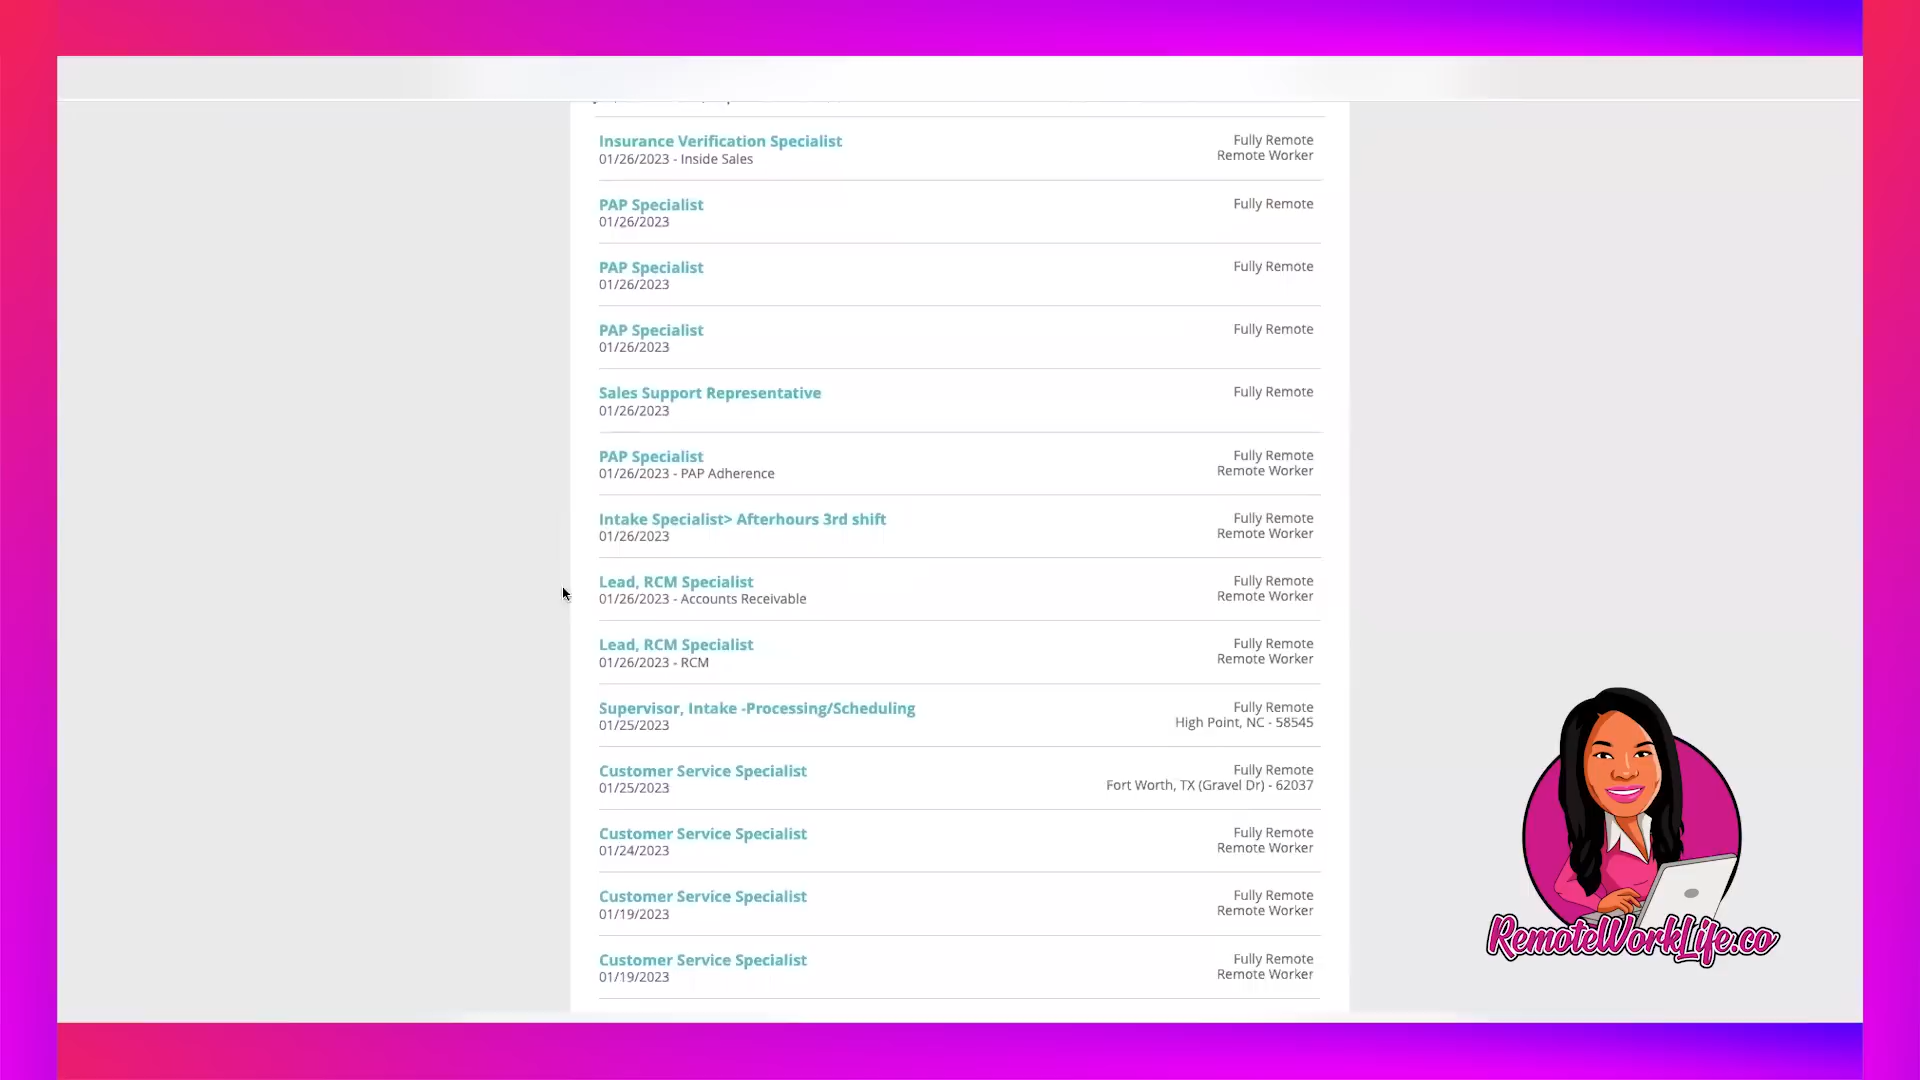 Insurance Verification Specialist
Fully Remote
01/26/2023 - Inside Sales
Remote Worker
PAP Specialist
Fully Remote
01/26/2023
PAP Specialist
Fully Remote
01/26/2023
PAP Specialist
Fully Remote
01/26/2023
Sales Support Representative
Fully Remote
01/26/2023
PAP Specialist
Fully Remote
01/26/2023 - PAP Adherence
Remote Worker
Intake Specialist> Afterhours 3rd shift
Fully Remote
01/26/2023
Remote Worker
Lead, RCM Specialist
Fully Remote
01/26/2023 - Accounts Receivable
Remote Worker
Lead, RCM Specialist
Fully Remote
01/26/2023 - RCM
Remote Worker
Supervisor, Intake -Processing/Scheduling
Fully Remote
01/25/2023
High Point, NC - 58545
Customer Service Specialist
Fully Remote
01/25/2023
Fort Worth, TX (Gravel Dr) - 62037
Customer Service Specialist
Fully Remote
01/24/2023
Remote Worker
Customer Service Specialist
Fully Remote
01/19/2023
Remote Worker
Customer Service Specialist
Fully Remote
01/19/2023
Remote Worker
RemoteWorkLife.co